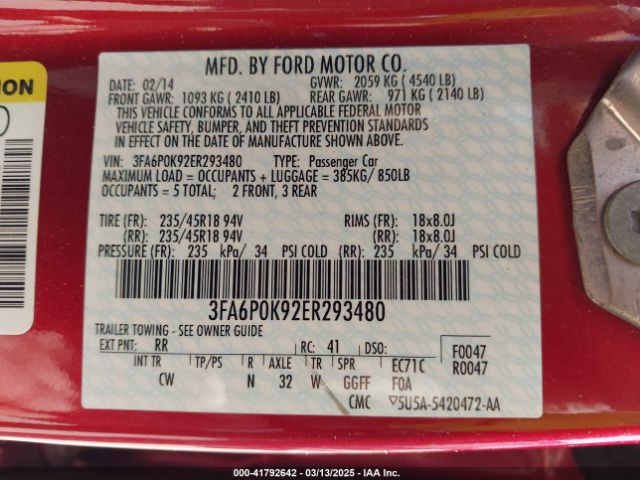 MFD. BY FORD MOTOR CO.
DATE: 02/14 GVWR: 2059 KG ( 4540 LB)
FRONT GAWR: 1093 KG ( 2410 LB) REAR GAWR: 971 KG ( 2140 LB)
THIS VEHICLE CONFORMS TO ALL APPLICABLE FEDERAL MOTOR
VEHICLE SAFETY, BUMPER, AND THEFT PREVENTION STANDARDS
IN EFFECT ON THE DATE OF MANUFACTURE SHOWN ABOVE.
VIN: 3FA6P0K92ER293480 TYPE: Passenger Car
MAXIMUM LOAD = OCCUPANTS + LUGGAGE = 385KG/ 850LB
OCCUPANTS = 5 TOTAL; 2 FRONT, 3 REAR
TIRE (FR): 235/45R18 94V RIMS (FR): 18x8.0J
(RR): 235/45R18 94V (RR): 18x8.0J
PRESSURE (FR): 235 kPa/ 34 PSI COLD (RR): 235 kPa/ 34 PSI COLD
3FA6P0K92ER293480
TRAILER TOWING - SEE OWNER GUIDE
EXT PNT: RR RC: 41 DSO: F0047
R0047
INT TR TP/PS R AXLE TR SPR EC71C
CW N 32 W GGFF F0A
CMC ▽5U5A-5420472-AA
ION
IMAGE: 41792642 - 03/13/2025 - IAA Inc.